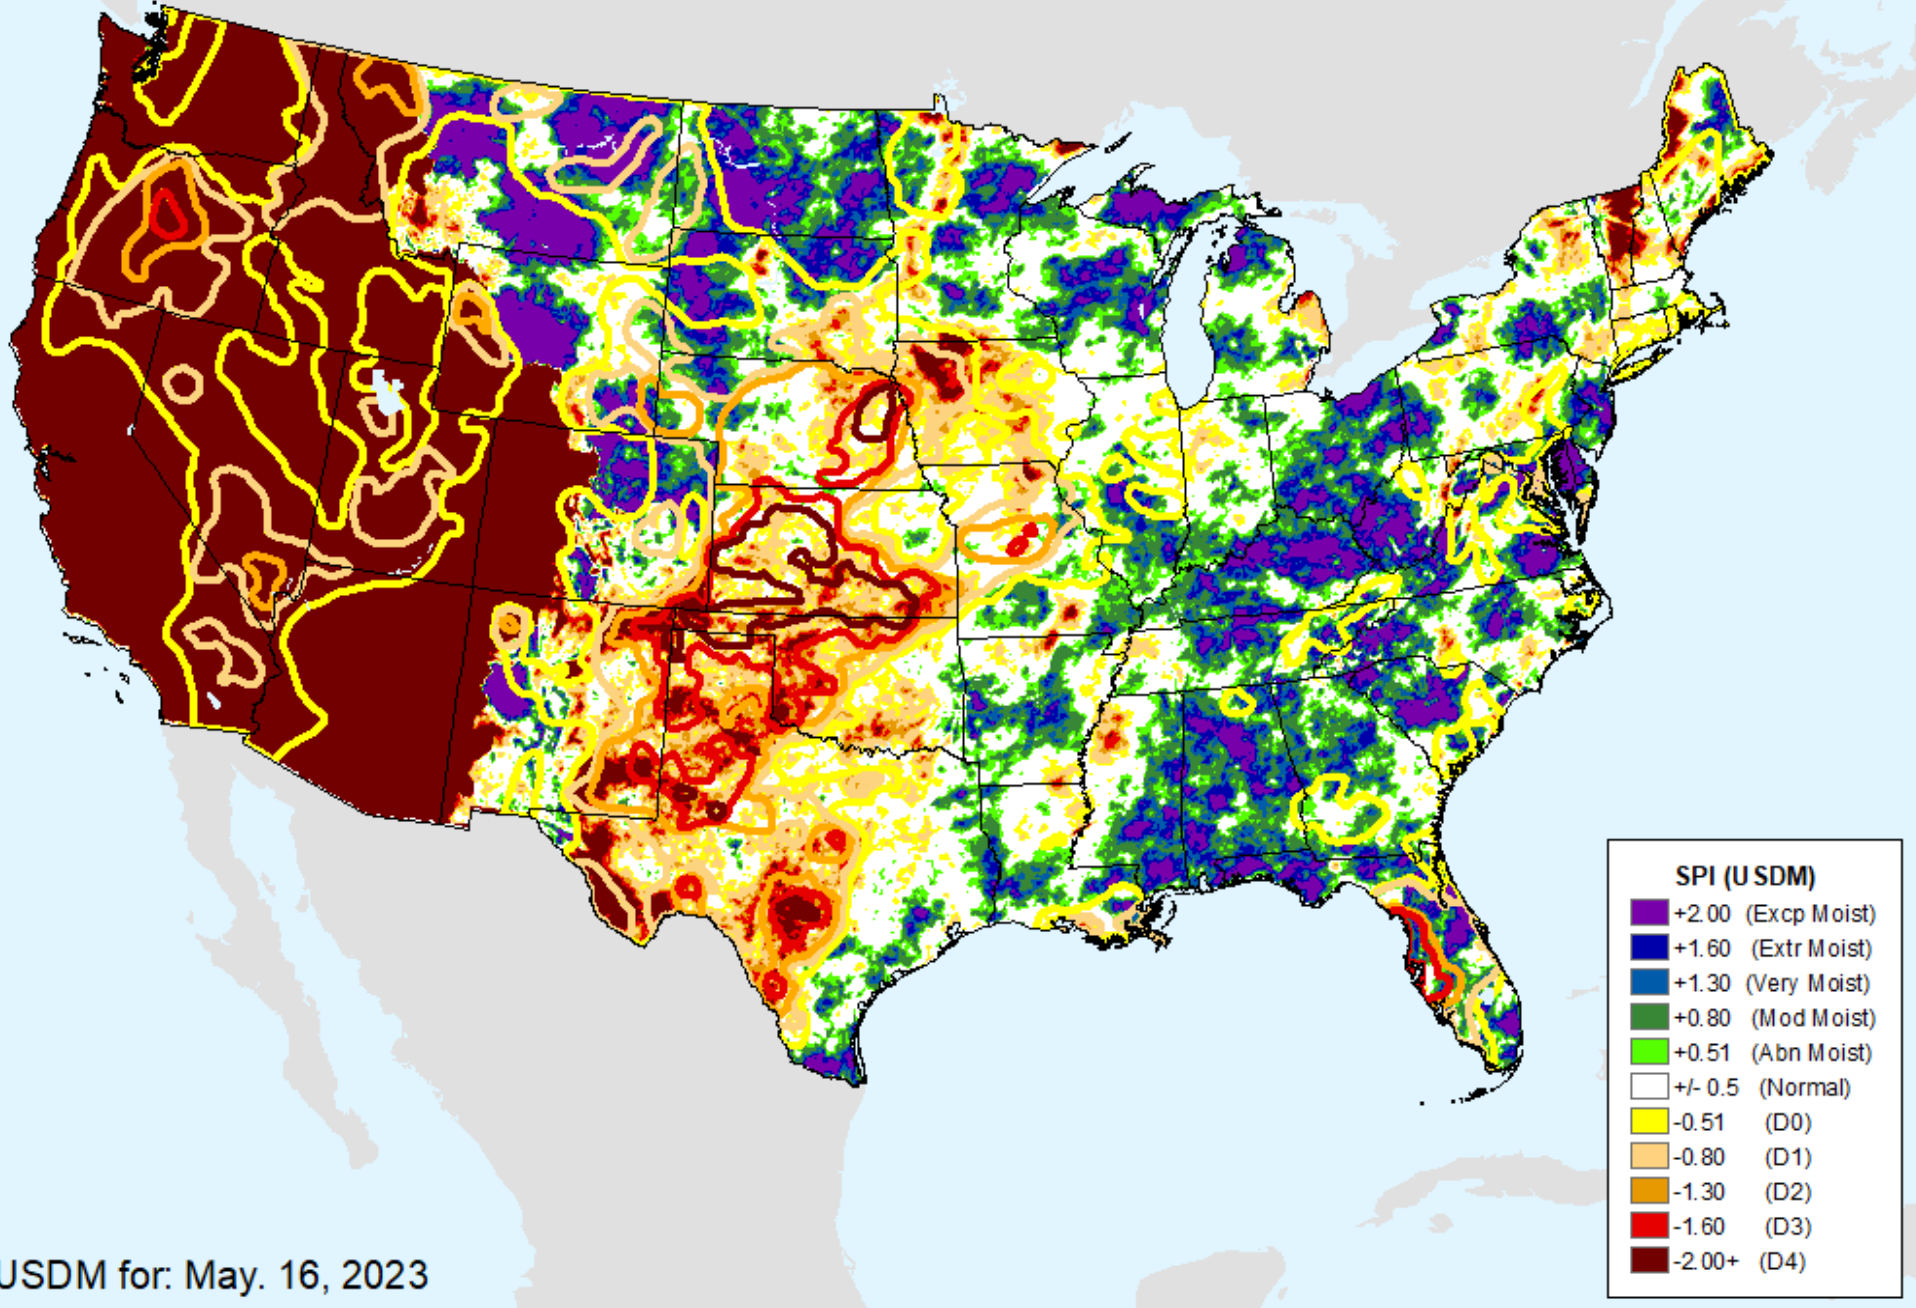 SPI (USDM)
+2.00 (Excp Moist)
+1.60 (Extr Moist)
+1.30 (Very Moist)
+0.80 (Mod Moist)
+0.51 (Abn Moist)
+/- 0.5 (Normal)
-0.51 (D0)
-0.80 (D1)
-1.30 (D2)
-1.60 (D3)
-2.00+ (D4)
USDM for: May. 16, 2023